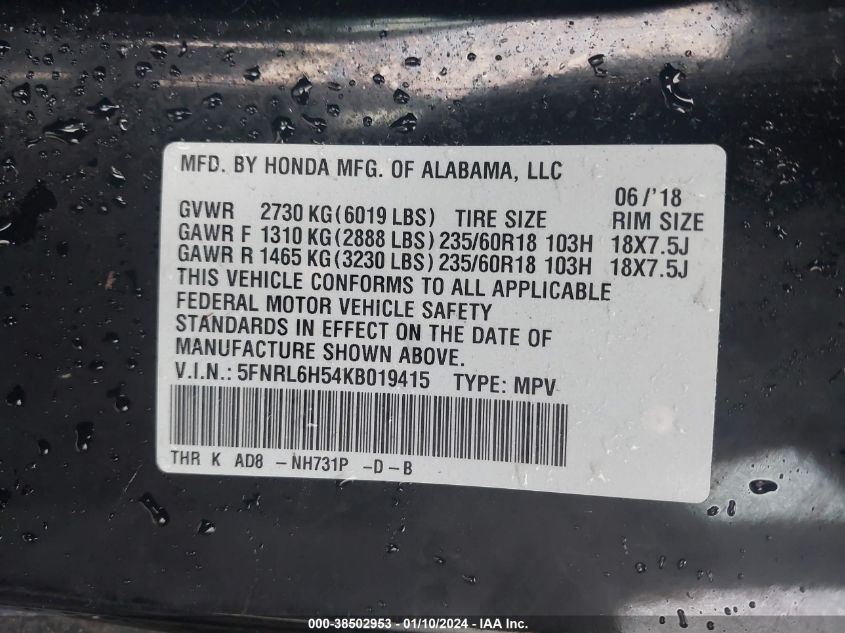 MFD. BY HONDA MFG. OF ALABAMA, LLC
06/'18
GVWR 2730 KG(6019 LBS) TIRE SIZE RIM SIZE
GAWR F 1310 KG(2888 LBS) 235/60R18 103H 18X7.5J
GAWR R 1465 KG(3230 LBS) 235/60R18 103H 18X7.5J
THIS VEHICLE CONFORMS TO ALL APPLICABLE
FEDERAL MOTOR VEHICLE SAFETY
STANDARDS IN EFFECT ON THE DATE OF
MANUFACTURE SHOWN ABOVE.
V.I.N.: 5FNRL6H54KB019415 TYPE: MPV
THR K AD8 -NH731P -D-B
000-38502953 - 01/10/2024 - IAA Inc.